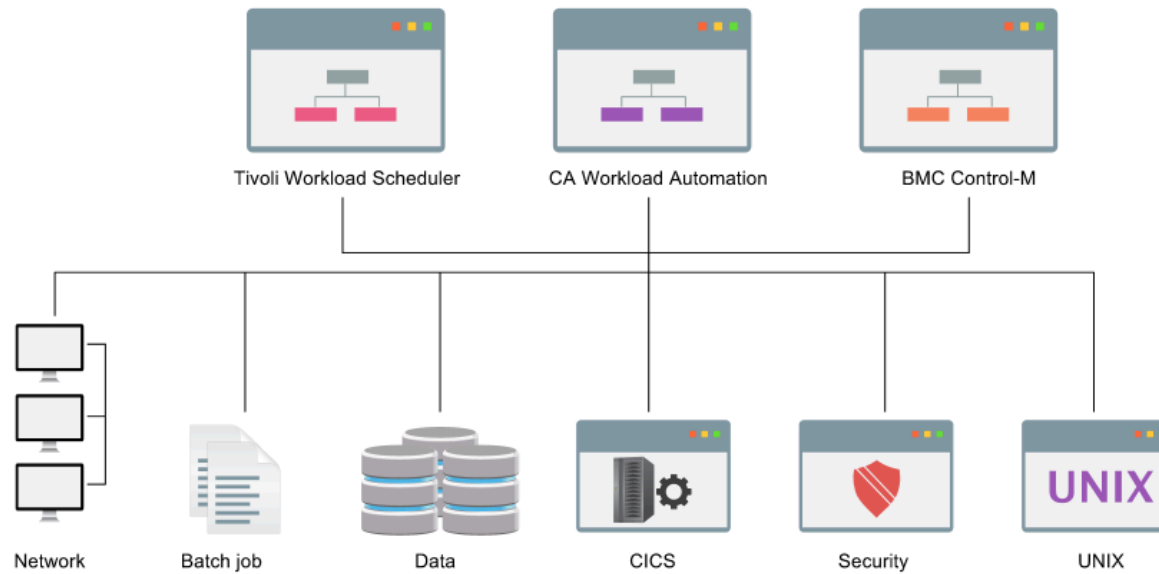 Tivoli Workload Scheduler
CA Workload Automation
BMC Control-M
UNIX
Network
Batch job
Data
CICS
Security
UNIX